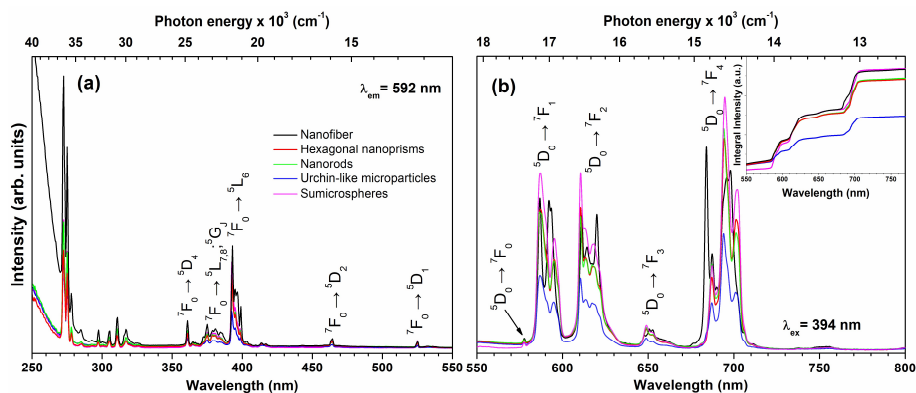 Photon energy x 10³ (cm⁻¹)
40 35 30 25 20 15
(a)
λem= 592 nm
Nanofiber
Hexagonal nanoprisms
Nanorods
Urchin-like microparticles
Sumicrospheres
⁷F₀ → ⁵D₄
⁷F₀ → ⁵L₇,₈, ⁵GJ
⁷F₀ → ⁵L₆
⁷F₀ → ⁵D₂
⁷F₀ → ⁵D₁
Intensity (arb. units)
250 300 350 400 450 500 550
Wavelength (nm)
Photon energy x 10³ (cm⁻¹)
18 17 16 15 14 13
(b)
⁵D₀ → ⁷F₀
⁵D₀ → ⁷F₁
⁵D₀ → ⁷F₂
⁵D₀ → ⁷F₃
⁵D₀ → ⁷F₄
λex= 394 nm
Integral Intensity (a.u.)
550 600 650 700 750
Wavelength (nm)
550 600 650 700 750 800
Wavelength (nm)